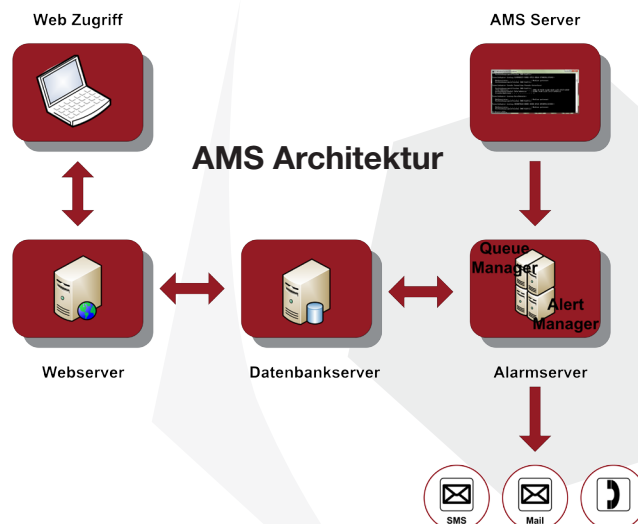 Web Zugriff
AMS Server
AMS Architektur
Queue
Manager
Alert
Manager
Webserver
Datenbankserver
Alarmserver
SMS
Mail